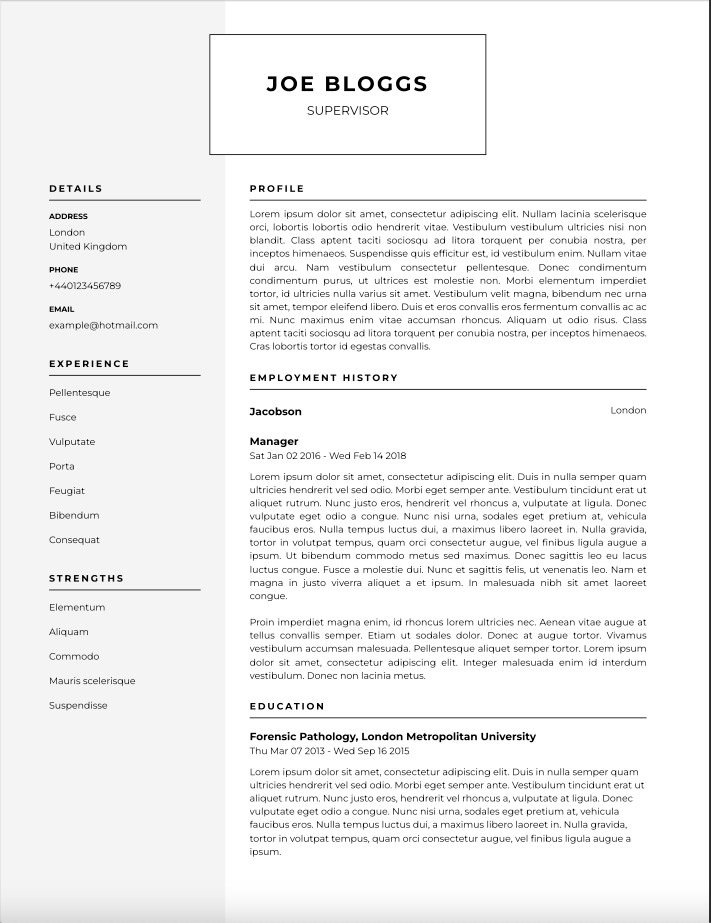 JOE BLOGGS
SUPERVISOR
DETAILS
ADDRESS
London
United Kingdom
PHONE
+440123456789
EMAIL
example@hotmail.com
EXPERIENCE
Pellentesque
Fusce
Vulputate
Porta
Feugiat
Bibendum
Consequat
STRENGTHS
Elementum
Aliquam
Commodo
Mauris scelerisque
Suspendisse
PROFILE
Lorem ipsum dolor sit amet, consectetur adipiscing elit. Nullam lacinia scelerisque
orci, lobortis lobortis odio hendrerit vitae. Vestibulum vestibulum ultricies nisi non
blandit. Class aptent taciti sociosqu ad litora torquent per conubia nostra, per
inceptos himenaeos. Suspendisse quis efficitur est, id vestibulum enim. Nullam vitae
dui arcu. Nam vestibulum consectetur pellentesque. Donec condimentum
condimentum purus, ut ultrices est molestie non. Morbi elementum imperdiet
tortor, id ultricies nulla varius sit amet. Vestibulum velit magna, bibendum nec urna
sit amet, tempor eleifend libero. Duis et eros convallis eros fermentum convallis ac ac
mi. Nunc maximus enim vitae accumsan rhoncus. Aliquam ut odio risus. Class
aptent taciti sociosqu ad litora torquent per conubia nostra, per inceptos himenaeos.
Cras lobortis tortor id egestas convallis.
EMPLOYMENT HISTORY
Jacobson London
Manager
Sat Jan 02 2016 - Wed Feb 14 2018
Lorem ipsum dolor sit amet, consectetur adipiscing elit. Duis in nulla semper quam
ultricies hendrerit vel sed odio. Morbi eget semper ante. Vestibulum tincidunt erat ut
aliquet rutrum. Nunc justo eros, hendrerit vel rhoncus a, vulputate at ligula. Donec
vulputate eget odio a congue. Nunc nisi urna, sodales eget pretium at, vehicula
faucibus eros. Nulla tempus luctus dui, a maximus libero laoreet in. Nulla gravida,
tortor in volutpat tempus, quam orci consectetur augue, vel finibus ligula augue a
ipsum. Ut bibendum commodo metus sed maximus. Donec sagittis leo eu lacus
luctus congue. Fusce a molestie dui. Nunc et sagittis felis, ut venenatis leo. Nam et
magna in justo viverra aliquet a et ipsum. In malesuada nibh sit amet laoreet
congue.
Proin imperdiet magna enim, id rhoncus lorem ultricies nec. Aenean vitae augue at
tellus convallis semper. Etiam ut sodales dolor. Donec at augue tortor. Vivamus
vestibulum accumsan malesuada. Pellentesque aliquet semper tortor. Lorem ipsum
dolor sit amet, consectetur adipiscing elit. Integer malesuada enim id interdum
vestibulum. Donec non lacinia metus.
EDUCATION
Forensic Pathology, London Metropolitan University
Thu Mar 07 2013 - Wed Sep 16 2015
Lorem ipsum dolor sit amet, consectetur adipiscing elit. Duis in nulla semper quam
ultricies hendrerit vel sed odio. Morbi eget semper ante. Vestibulum tincidunt erat ut
aliquet rutrum. Nunc justo eros, hendrerit vel rhoncus a, vulputate at ligula. Donec
vulputate eget odio a congue. Nunc nisi urna, sodales eget pretium at, vehicula
faucibus eros. Nulla tempus luctus dui, a maximus libero laoreet in. Nulla gravida,
tortor in volutpat tempus, quam orci consectetur augue, vel finibus ligula augue a
ipsum.